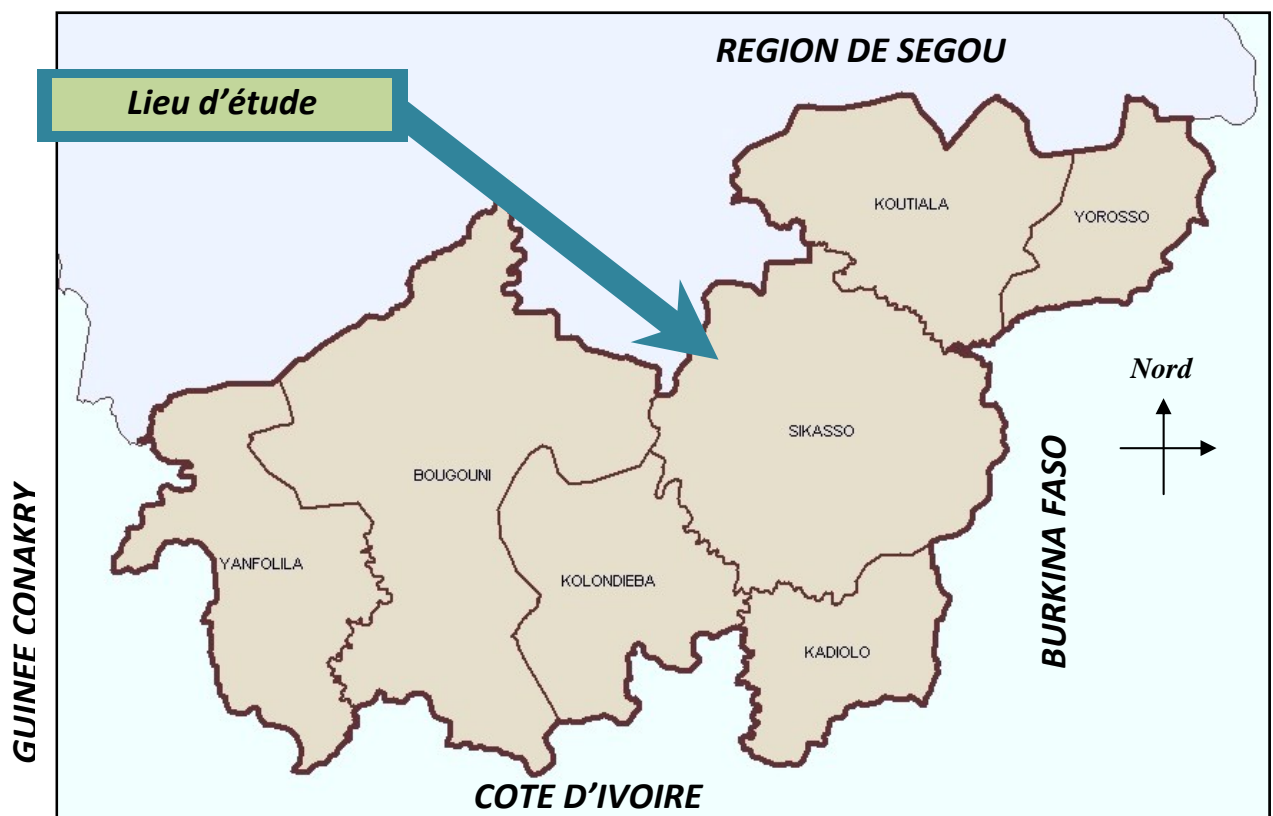 REGION DE SEGOU
Lieu d’étude
KOUTIALA
YOROSSO
Nord
SIKASSO
BOUGOUNI
BURKINA FASO
GUINEE CONAKRY
YANFOLILA
KOLONDIEBA
KADIOLO
COTE D’IVOIRE